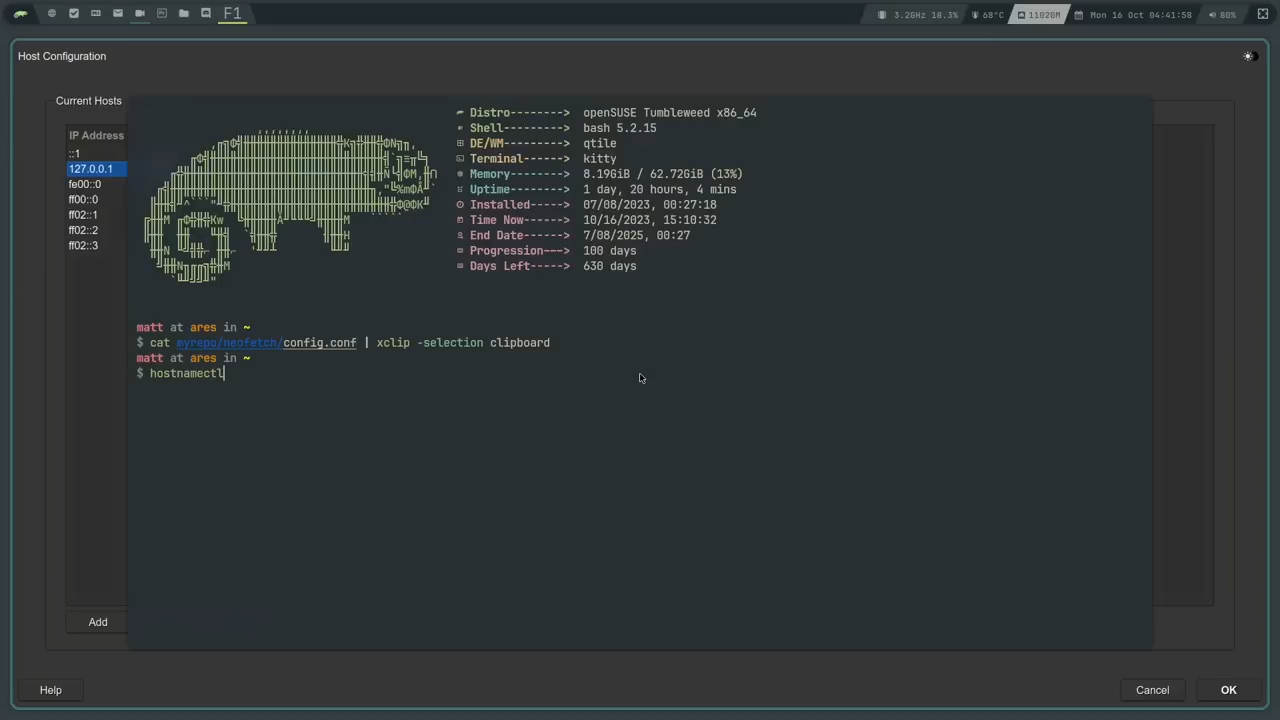 F1
3.2GHz 18.3%
68°C
11020M
Mon 16 Oct 04:41:58
80%
Host Configuration
Current Hosts
IP Address
::1
127.0.0.1
fe00::0
ff00::0
ff02::1
ff02::2
ff02::3
Distro--------> openSUSE Tumbleweed x86_64
Shell---------> bash 5.2.15
DE/WM---------> qtile
Terminal------> kitty
Memory--------> 8.19GiB / 62.72GiB (13%)
Uptime--------> 1 day, 20 hours, 4 mins
Installed-----> 07/08/2023, 00:27:18
Time Now------> 10/16/2023, 15:10:32
End Date------> 7/08/2025, 00:27
Progression---> 100 days
Days Left-----> 630 days
matt at ares in ~
$ cat myrepo/neofetch/config.conf | xclip -selection clipboard
matt at ares in ~
$ hostnamectl
Add
Help
Cancel
OK